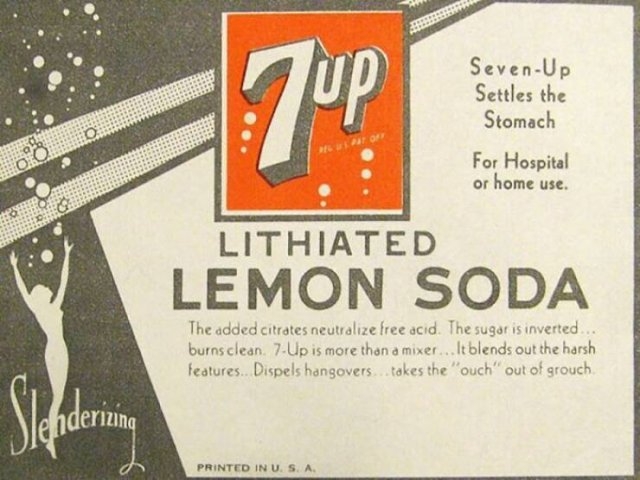 7up
REG. U.S. PAT. OFF.
Seven-Up
Settles the
Stomach
For Hospital
or home use.
LITHIATED
LEMON SODA
The added citrates neutralize free acid. The sugar is inverted...
burns clean. 7-Up is more than a mixer...It blends out the harsh
features...Dispels hangovers...takes the "ouch" out of grouch.
Slenderizing
PRINTED IN U. S. A.